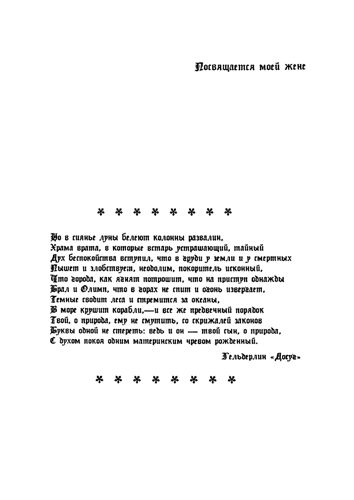 Посвящается моей жене
Но в сиянье луны белеют колонны развалин,
Храма врата, в которые встарь устрашающий, тайный
Дух беспокойства вступил, что в груди у земли и у смертных
Пышет и злобствует, неодолим, покоритель исконный,
Что города, как ягнят потрошит, что на приступ однажды
Брал и Олимп, что в горах не спит и огонь извергает,
Темные сводит леса и стремится за океаны,
В море крушит корабли,—и все же предвечный порядок
Твой, о природа, ему не смутить, со скрижалей законов
Буквы одной не стереть: ведь и он — твой сын, о природа,
С духом покоя одним материнским чревом рожденный.
Гельдерлин «Досуг»